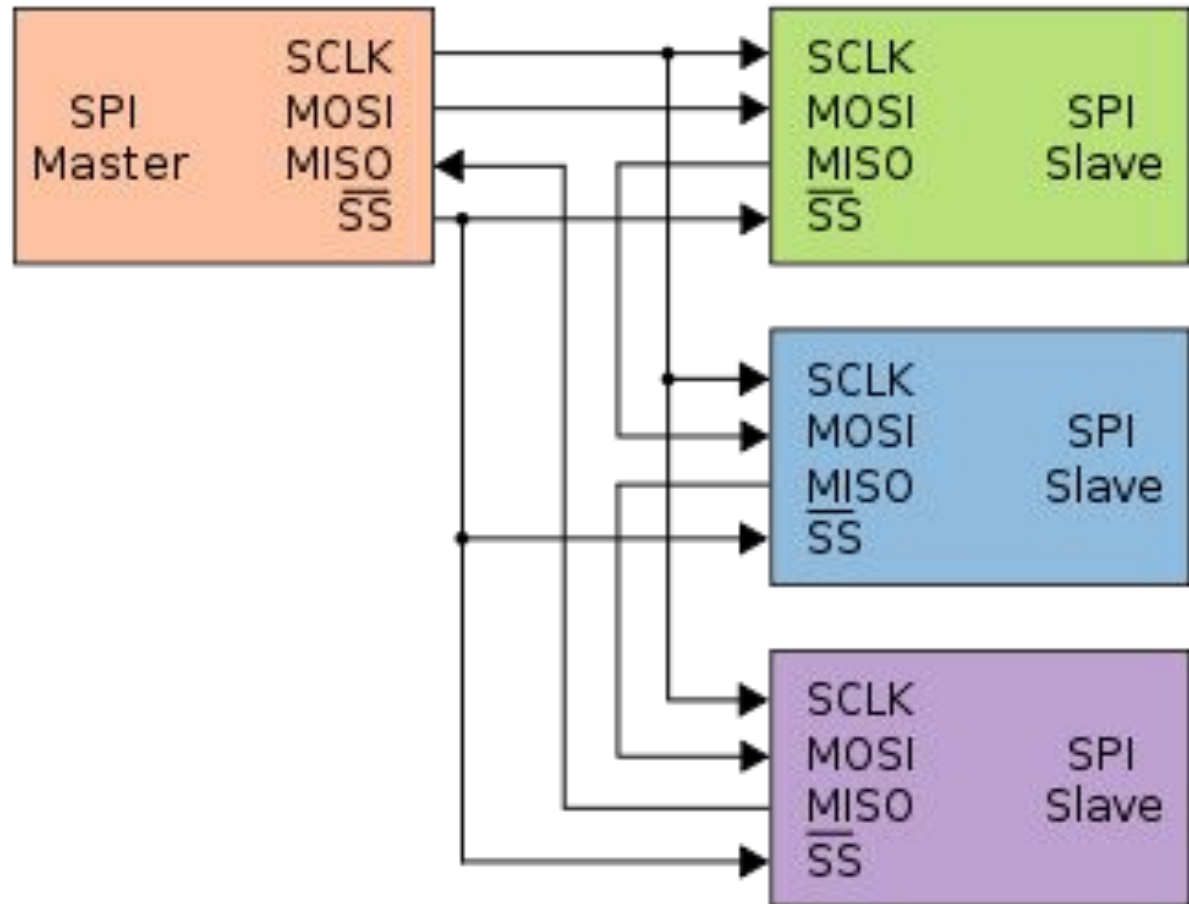 SCLK
SPI MOSI
Master MISO
SS
SCLK
MOSI SPI
MISO Slave
SS
SCLK
MOSI SPI
MISO Slave
SS
SCLK
MOSI SPI
MISO Slave
SS